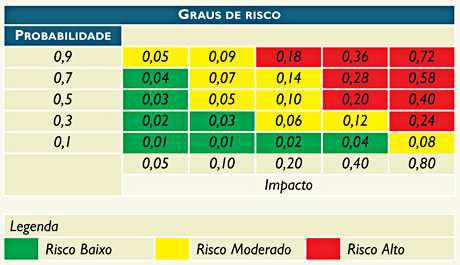 GRAUS DE RISCO
PROBABILIDADE
0,9 0,05 0,09 0,18 0,36 0,72
0,7 0,04 0,07 0,14 0,28 0,58
0,5 0,03 0,05 0,10 0,20 0,40
0,3 0,02 0,03 0,06 0,12 0,24
0,1 0,01 0,01 0,02 0,04 0,08
0,05 0,10 0,20 0,40 0,80
Impacto
Legenda
Risco Baixo Risco Moderado Risco Alto